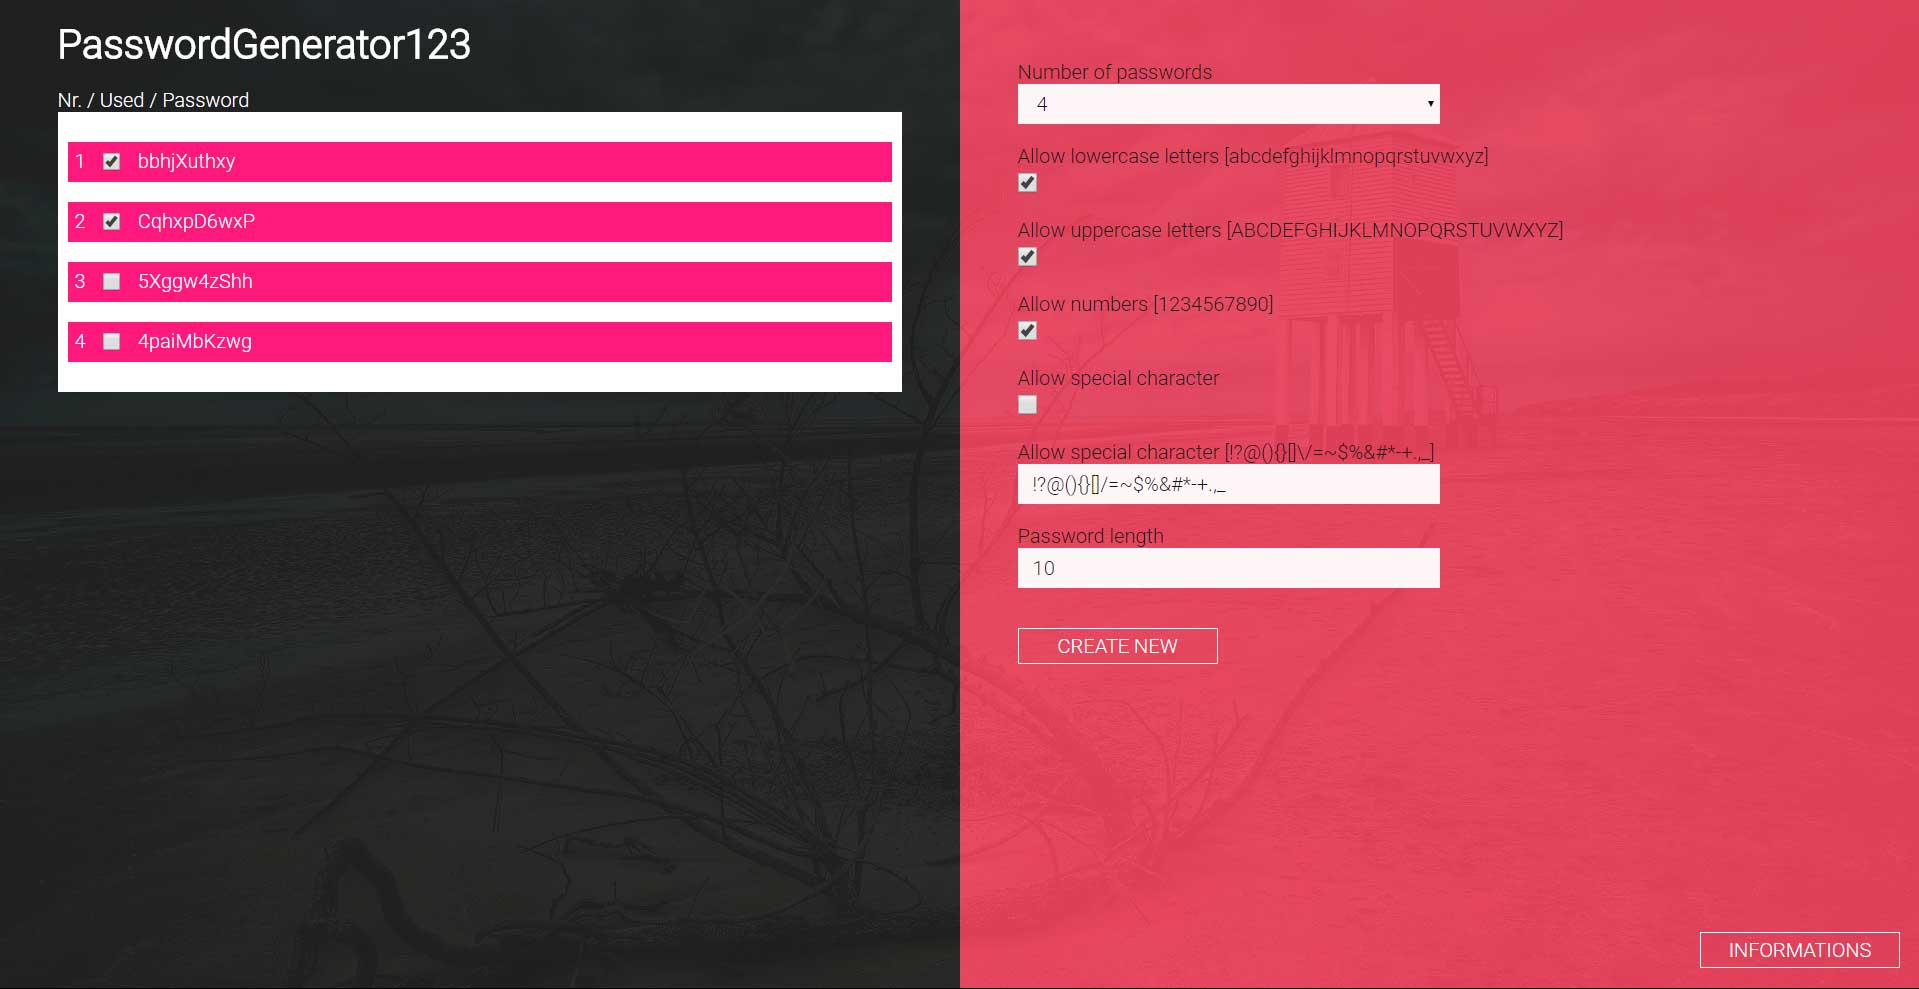 PasswordGenerator123
Nr. / Used / Password
1 bbhjXuthxy
2 CqhxpD6wxP
3 5Xggw4zShh
4 4paiMbKzwg
Number of passwords
4
Allow lowercase letters [abcdefghijklmnopqrstuvwxyz]
Allow uppercase letters [ABCDEFGHIJKLMNOPQRSTUVWXYZ]
Allow numbers [1234567890]
Allow special character
Allow special character [!?@(){}[]\/=~$%&#*-+.,_]
!?@(){}[]/=~$%&#*-+.,_
Password length
10
CREATE NEW
INFORMATIONS